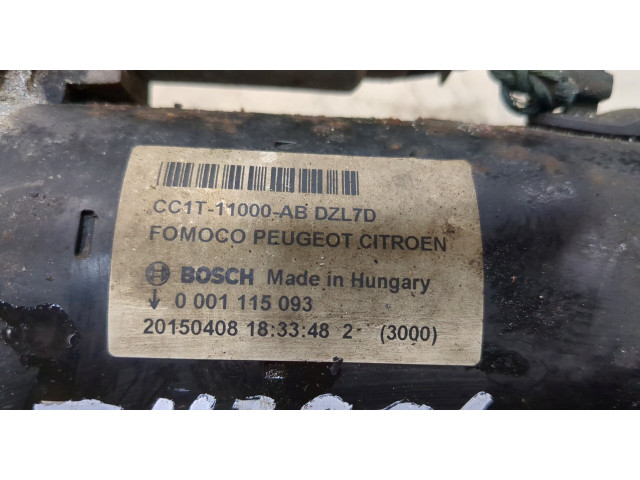 CC1T-11000-AB DZL7D
FOMOCO PEUGEOT CITROEN
BOSCH Made in Hungary
0 001 115 093
20150408 18:33:48 2 (3000)